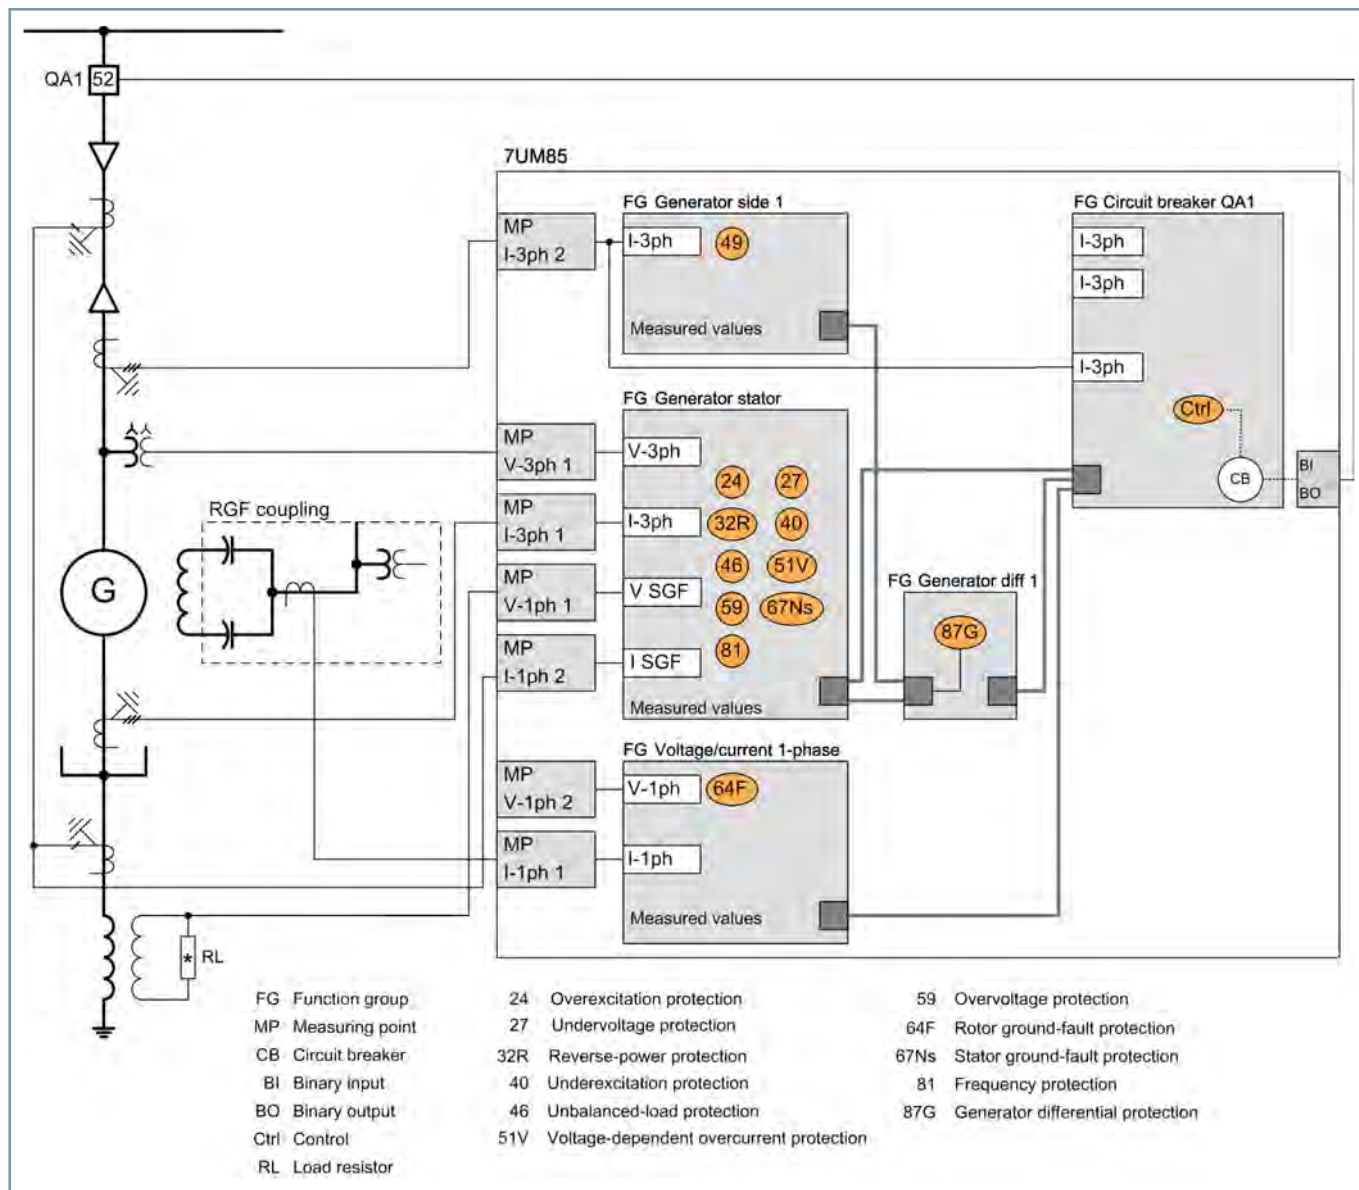 QA1 52
7UM85
FG Generator side 1
FG Circuit breaker QA1
MP
I-3ph 2
I-3ph
49
Measured values
I-3ph
I-3ph
I-3ph
Ctrl
CB
BI
BO
FG Generator stator
MP
V-3ph 1
V-3ph
MP
I-3ph 1
I-3ph
MP
V-1ph 1
V SGF
MP
I-1ph 2
I SGF
24 27
32R 40
46 51V
59 67Ns
81
Measured values
RGF coupling
G
FG Generator diff 1
87G
FG Voltage/current 1-phase
MP
V-1ph 2
V-1ph
64F
MP
I-1ph 1
I-1ph
Measured values
* RL
FG Function group
MP Measuring point
CB Circuit breaker
BI Binary input
BO Binary output
Ctrl Control
RL Load resistor
24 Overexcitation protection
27 Undervoltage protection
32R Reverse-power protection
40 Underexcitation protection
46 Unbalanced-load protection
51V Voltage-dependent overcurrent protection
59 Overvoltage protection
64F Rotor ground-fault protection
67Ns Stator ground-fault protection
81 Frequency protection
87G Generator differential protection